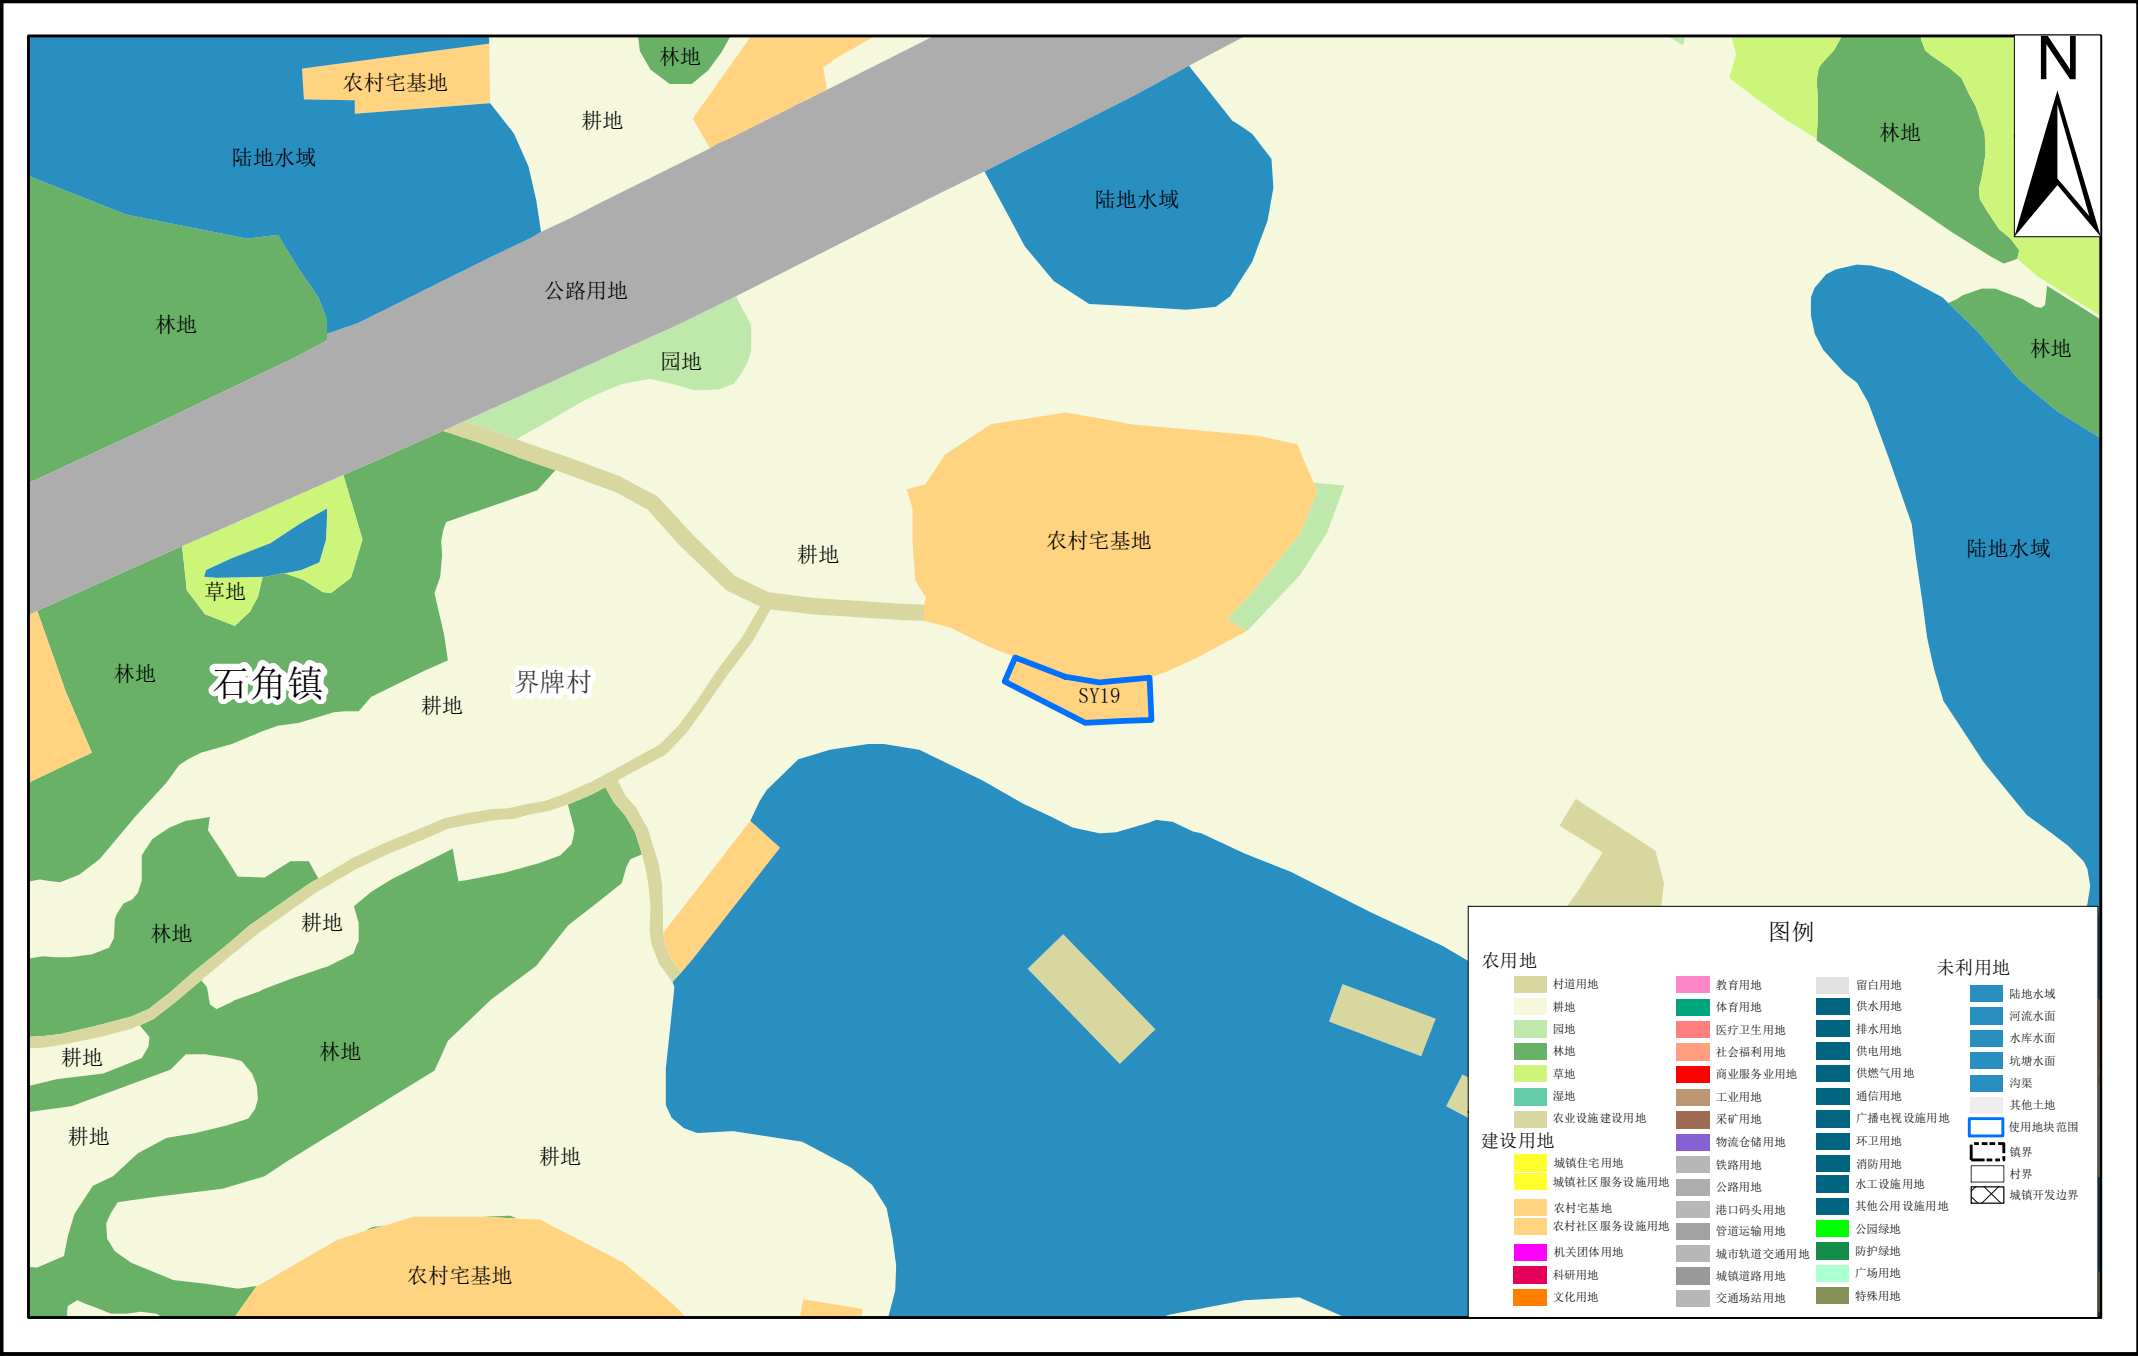 N
林地
农村宅基地
耕地
林地
陆地水域
陆地水域
公路用地
林地
林地
园地
农村宅基地
耕地
陆地水域
草地
林地
石角镇
界牌村
耕地
SY19
耕地
林地
耕地
林地
耕地
耕地
农村宅基地
图例
农用地
村道用地
耕地
园地
林地
草地
湿地
农业设施建设用地
建设用地
城镇住宅用地
城镇社区服务设施用地
农村宅基地
农村社区服务设施用地
机关团体用地
科研用地
文化用地
教育用地
体育用地
医疗卫生用地
社会福利用地
商业服务业用地
工业用地
采矿用地
物流仓储用地
铁路用地
公路用地
港口码头用地
管道运输用地
城市轨道交通用地
城镇道路用地
交通场站用地
留白用地
供水用地
排水用地
供电用地
供燃气用地
通信用地
广播电视设施用地
环卫用地
消防用地
水工设施用地
其他公用设施用地
公园绿地
防护绿地
广场用地
特殊用地
未利用地
陆地水域
河流水面
水库水面
坑塘水面
沟渠
其他土地
使用地块范围
镇界
村界
城镇开发边界